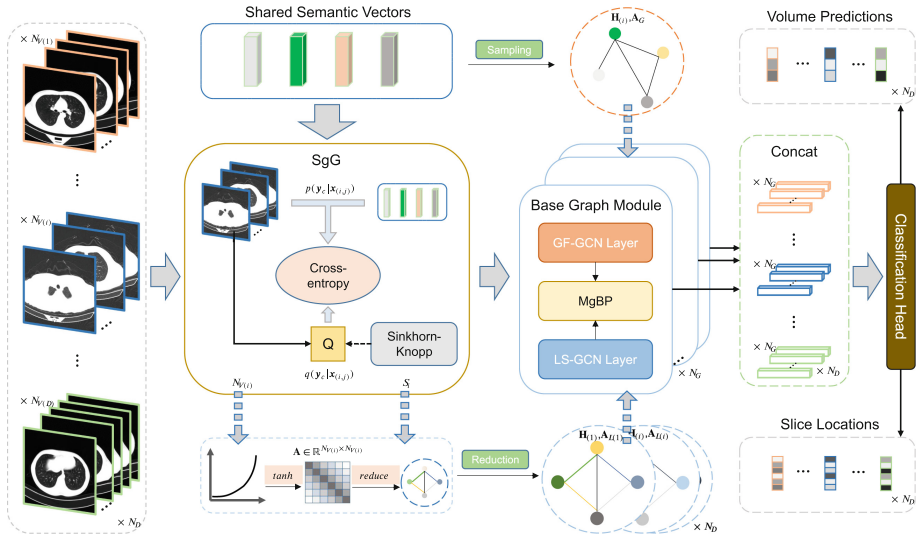 × N_{V(1)}
⋮
× N_{V(i)}
⋮
× N_{V(D)}
× N_D
Shared Semantic Vectors
Sampling
H_{(i)}, A_G
SgG
p(y_c|x_{(i,j)})
Cross-
entropy
Q
Sinkhorn-
Knopp
q(y_c|x_{(i,j)})
N_{V(i)}
A ∈ ℝ^{N_{V(i)}×N_{V(i)}}
tanh
reduce
Reduction
Base Graph Module
GF-GCN Layer
MgBP
LS-GCN Layer
× N_G
H_{(1)}, A_{L(1)}
_{(i)}, A_{L(i)}
× N_D
Concat
× N_G
⋮
× N_G
⋮
× N_G
× N_D
Classification Head
Volume Predictions
··· ···
× N_D
Slice Locations
··· ···
× N_D